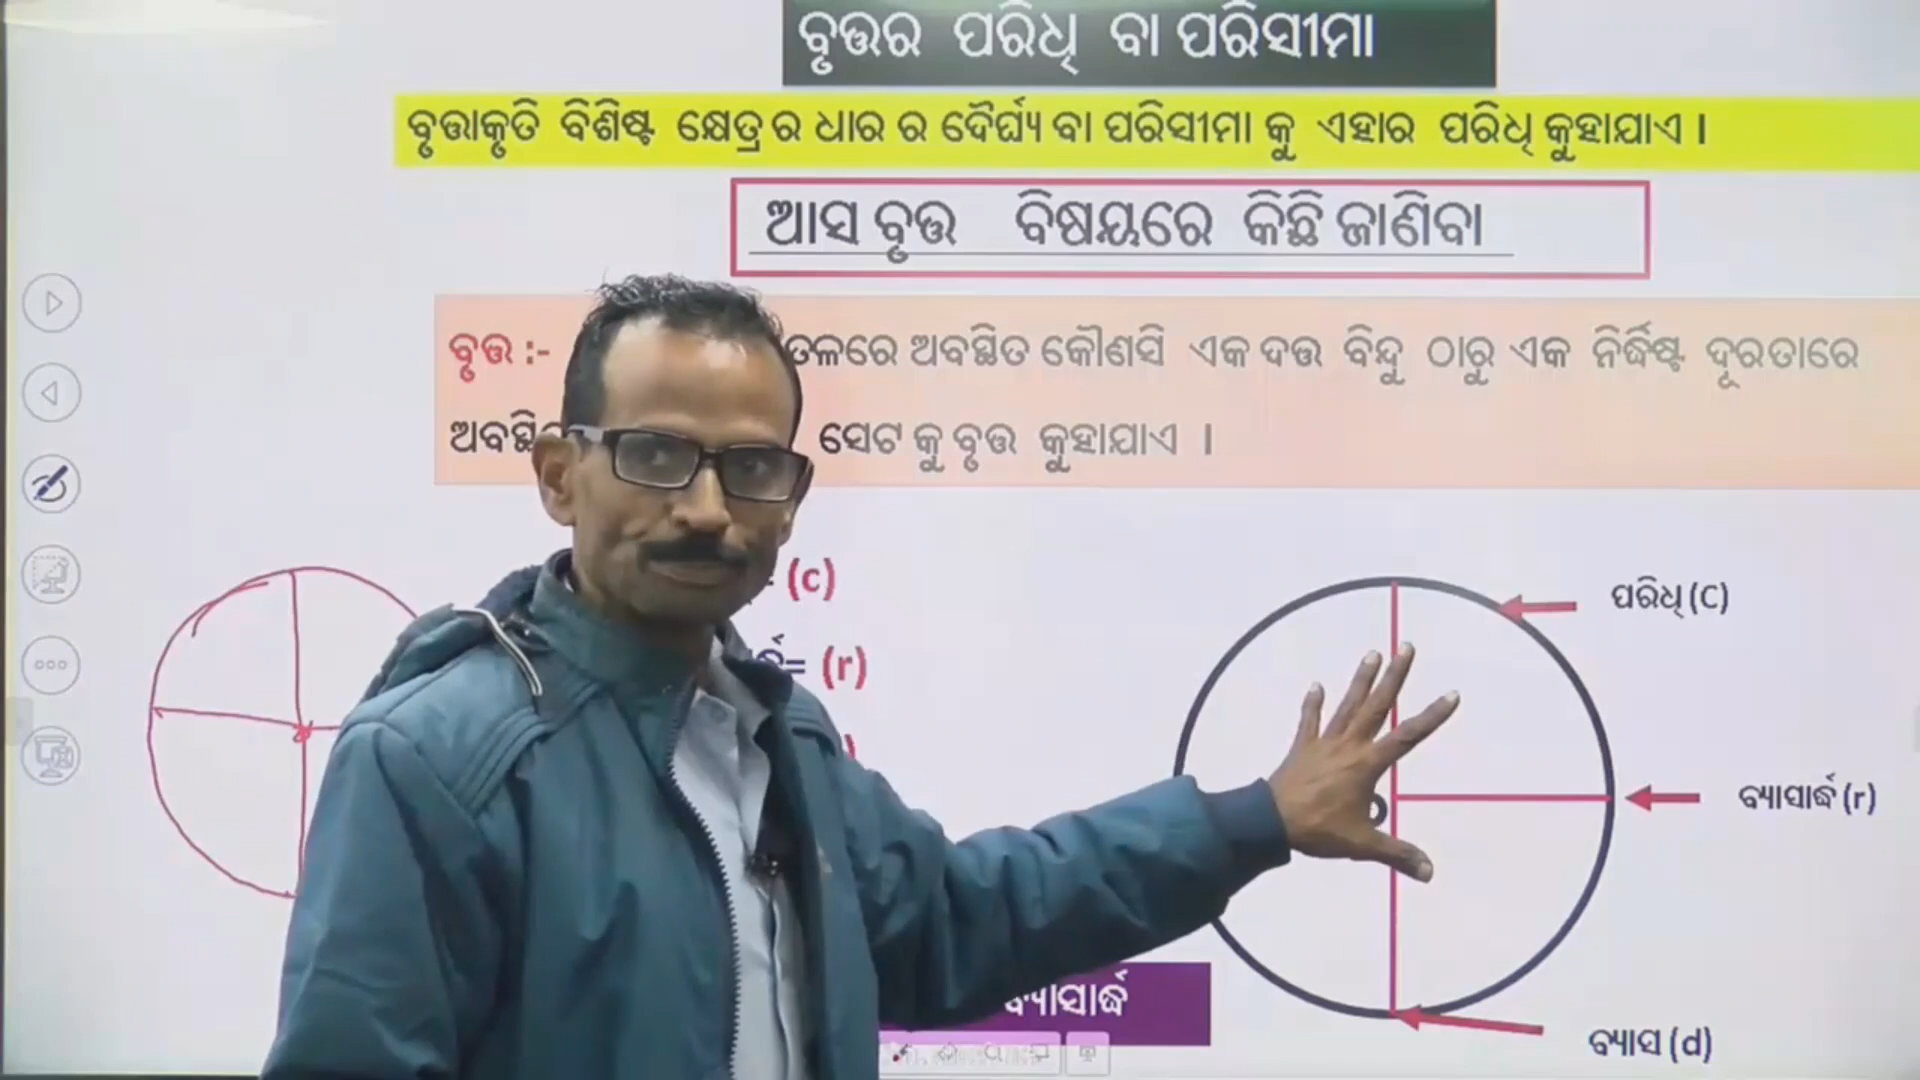 ବୃତ୍ତର ପରିଧି ବା ପରିସୀମା
ବୃତ୍ତାକୃତି ବିଶିଷ୍ଟ କ୍ଷେତ୍ର ର ଧାର ର ଦୈର୍ଘ୍ୟ ବା ପରିସୀମା କୁ ଏହାର ପରିଧି କୁହାଯାଏ ।
ଆସ ବୃତ୍ତ ବିଷୟରେ କିଛି ଜାଣିବା
ବୃତ୍ତ :- ତଳରେ ଅବସ୍ଥିତ କୌଣସି ଏକ ଦତ୍ତ ବିନ୍ଦୁ ଠାରୁ ଏକ ନିର୍ଦ୍ଧିଷ୍ଟ ଦୂରତାରେ
ସେଟ କୁ ବୃତ୍ତ କୁହାଯାଏ ।
(c)
ପରିଧି (C)
= (r)
ବ୍ୟାସାର୍ଦ୍ଧ (r)
ବ୍ୟାସାର୍ଦ୍ଧ
ବ୍ୟାସ (d)